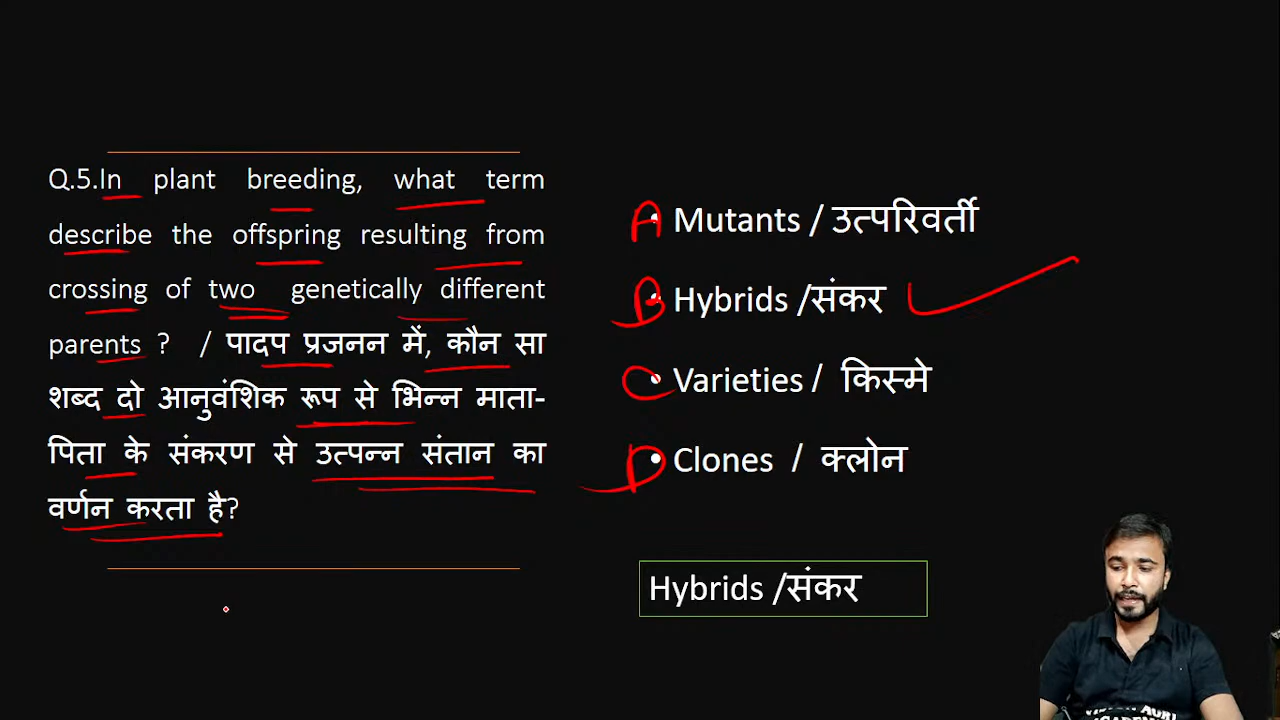 Q.5.In plant breeding, what term
describe the offspring resulting from
crossing of two genetically different
parents ? / पादप प्रजनन में, कौन सा
शब्द दो आनुवंशिक रूप से भिन्न माता-
पिता के संकरण से उत्पन्न संतान का
वर्णन करता है?
A • Mutants / उत्परिवर्ती
B • Hybrids /संकर
C • Varieties / किस्मे
D • Clones / क्लोन
Hybrids /संकर